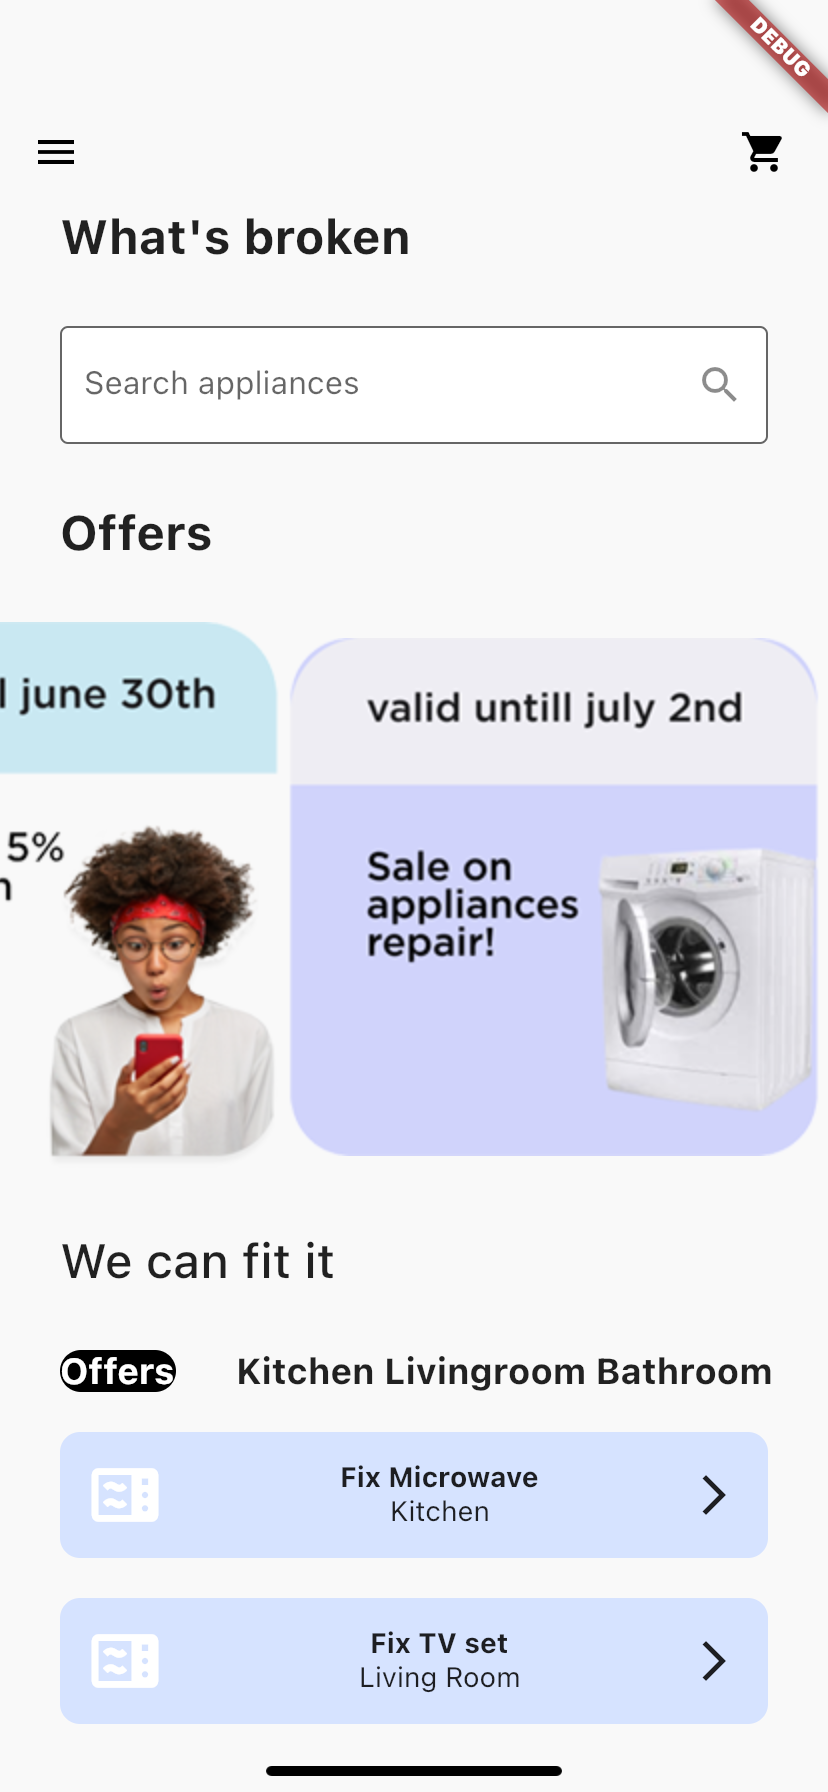 DEBUG
What's broken
Search appliances
Offers
june 30th
valid untill july 2nd
5%
Sale on
appliances
repair!
We can fit it
Offers Kitchen Livingroom Bathroom
Fix Microwave
Kitchen
Fix TV set
Living Room